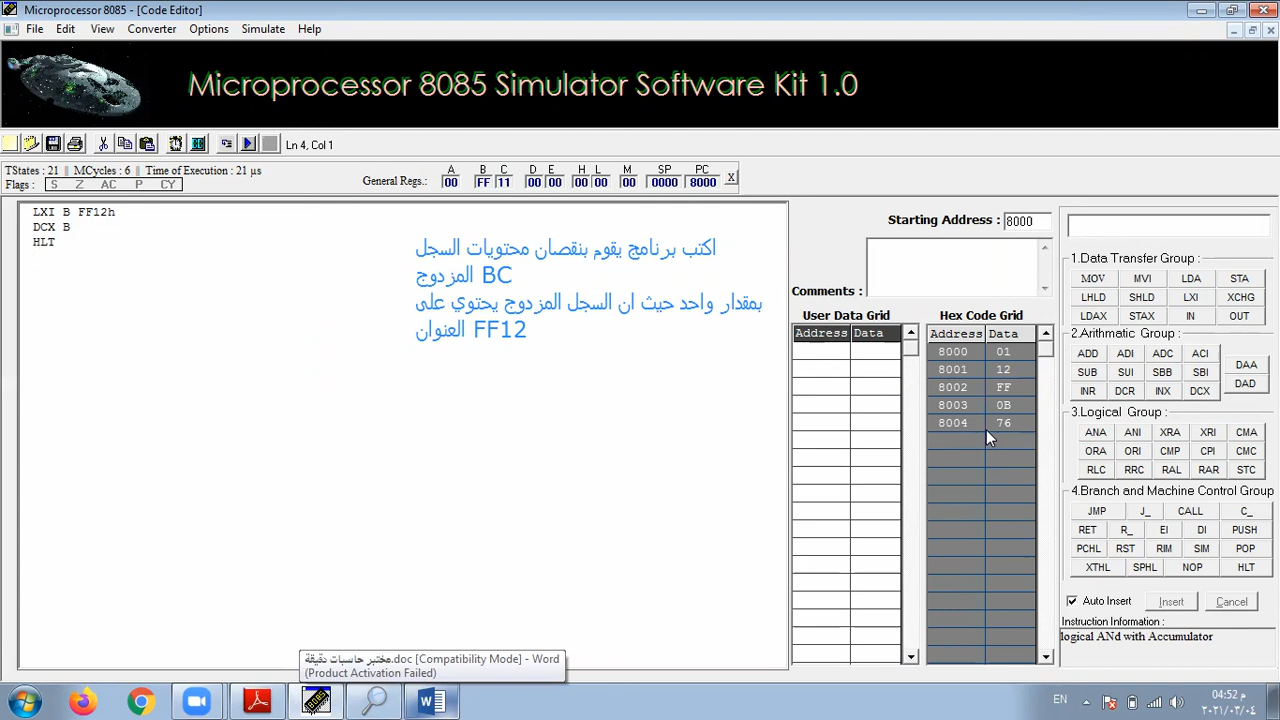 Microprocessor 8085 - [Code Editor]
File Edit View Converter Options Simulate Help
Microprocessor 8085 Simulator Software Kit 1.0
Ln 4, Col 1
TStates : 21 || MCycles : 6 || Time of Execution : 21 µs
Flags : S Z AC P CY
General Regs.: A B C D E H L M SP PC X
00 FF 11 00 00 00 00 00 0000 8000
LXI B FF12h
DCX B
HLT
اكتب برنامج يقوم بنقصان محتويات السجل
المزدوج BC
بمقدار واحد حيث ان السجل المزدوج يحتوي على
العنوان FF12
Starting Address : 8000
Comments :
User Data Grid
Address Data
Hex Code Grid
Address Data
8000 01
8001 12
8002 FF
8003 0B
8004 76
1.Data Transfer Group :
MOV MVI LDA STA
LHLD SHLD LXI XCHG
LDAX STAX IN OUT
2.Arithmatic Group :
ADD ADI ADC ACI
DAA
SUB SUI SBB SBI
DAD
INR DCR INX DCX
3.Logical Group :
ANA ANI XRA XRI CMA
ORA ORI CMP CPI CMC
RLC RRC RAL RAR STC
4.Branch and Machine Control Group
JMP J_ CALL C_
RET R_ EI DI PUSH
PCHL RST RIM SIM POP
XTHL SPHL NOP HLT
Auto Insert Insert Cancel
Instruction Information :
logical ANd with Accumulator
مختبر حاسبات دقيقة.doc [Compatibility Mode] - Word
(Product Activation Failed)
EN
04:52 م
٢٠٢١/٠٣/٠٤